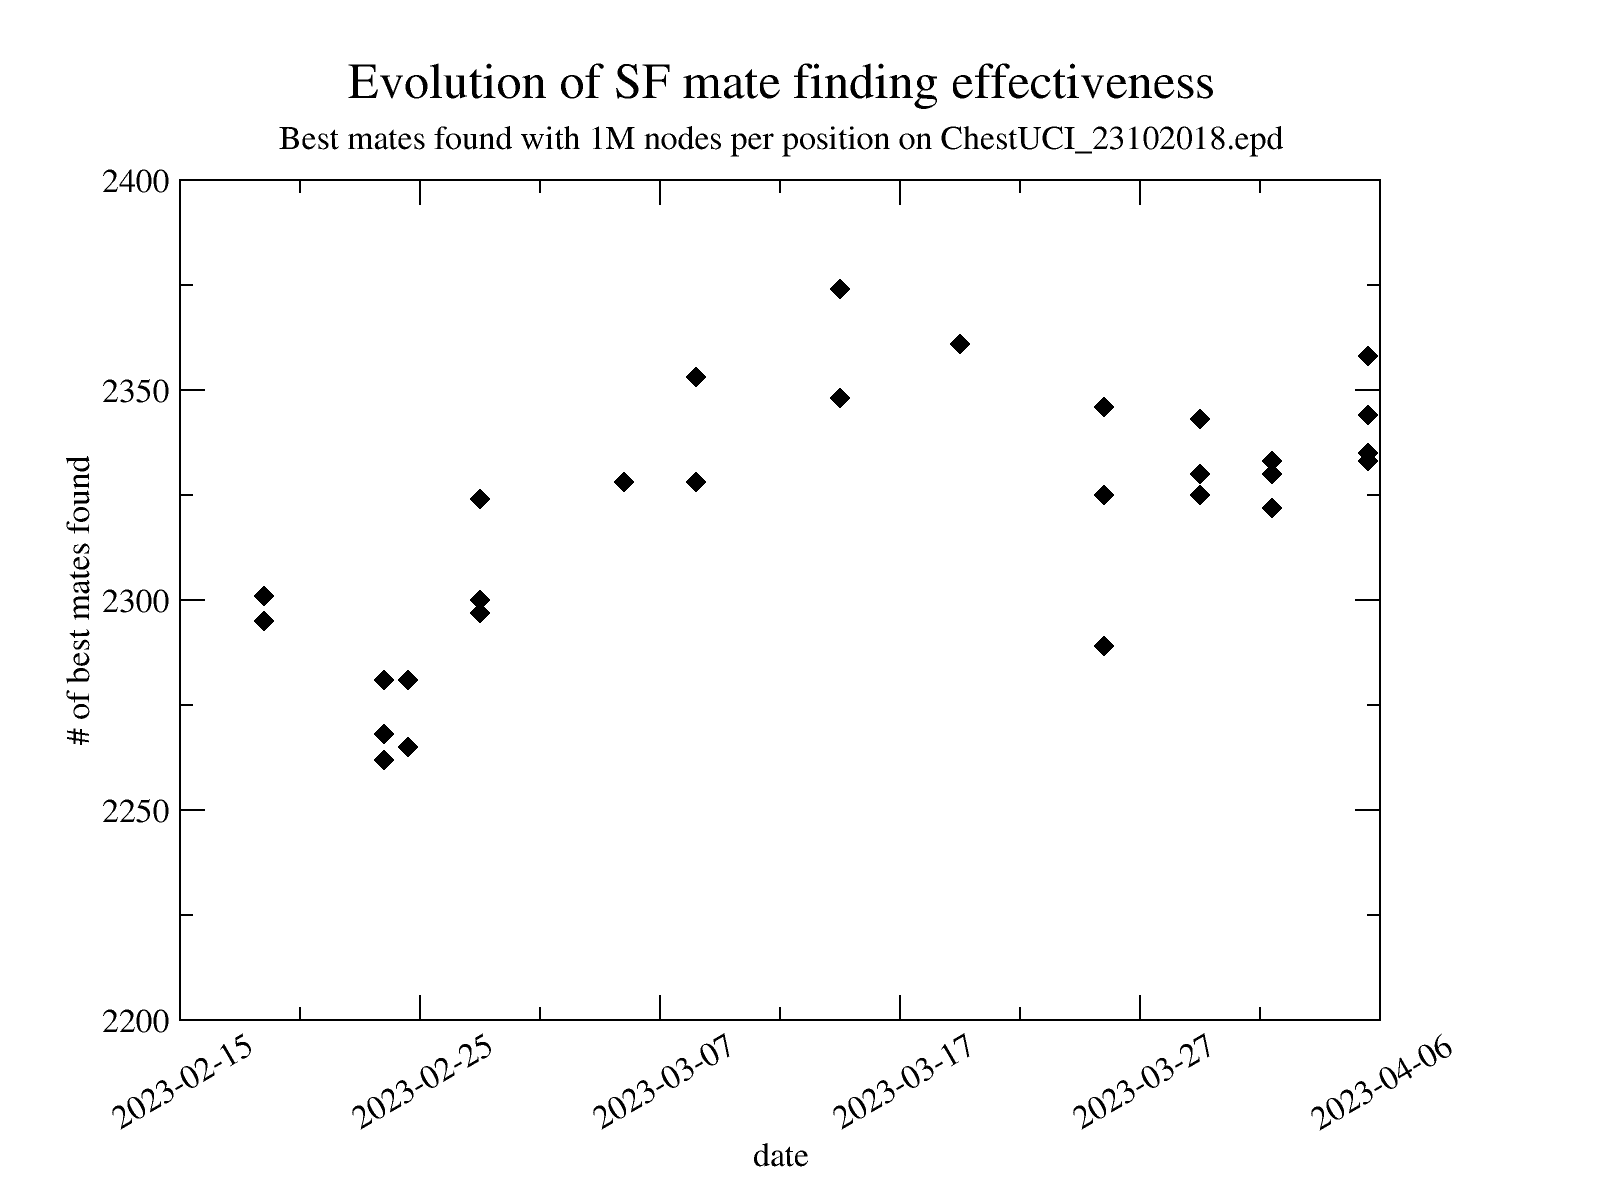 Evolution of SF mate finding effectiveness
Best mates found with 1M nodes per position on ChestUCI_23102018.epd
2400
2350
2300
2250
2200
# of best mates found
2023-02-15
2023-02-25
2023-03-07
2023-03-17
2023-03-27
2023-04-06
date